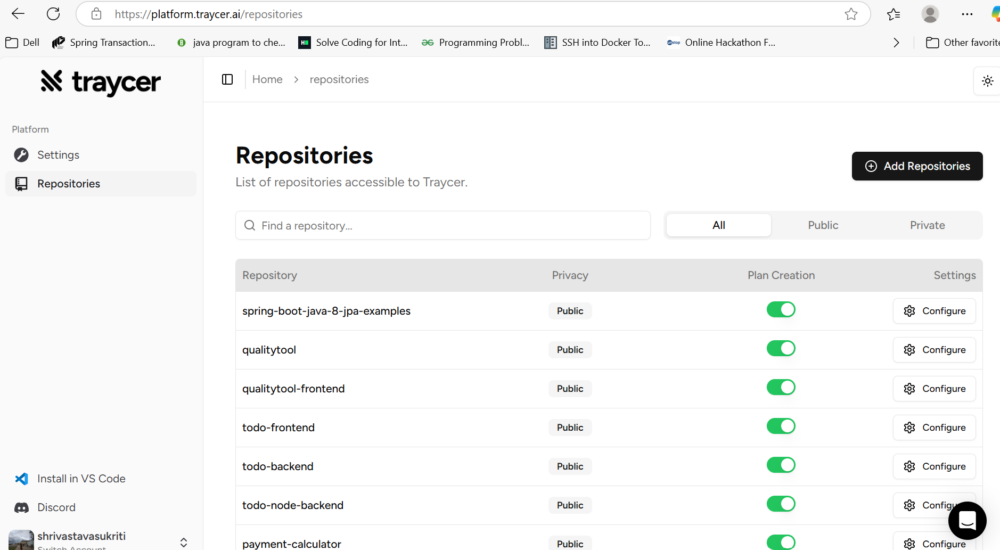 https://platform.traycer.ai/repositories
Dell
Spring Transaction...
java program to che...
Solve Coding for Int...
Programming Probl...
SSH into Docker To...
Online Hackathon F...
Other favorite
traycer
Home > repositories
Platform
Settings
Repositories
Repositories
List of repositories accessible to Traycer.
Add Repositories
Find a repository...
All
Public
Private
Repository Privacy Plan Creation Settings
spring-boot-java-8-jpa-examples Public Configure
qualitytool Public Configure
qualitytool-frontend Public Configure
todo-frontend Public Configure
todo-backend Public Configure
todo-node-backend Public Configu
payment-calculator Public Configure
Install in VS Code
Discord
shrivastavasukriti
Switch Account